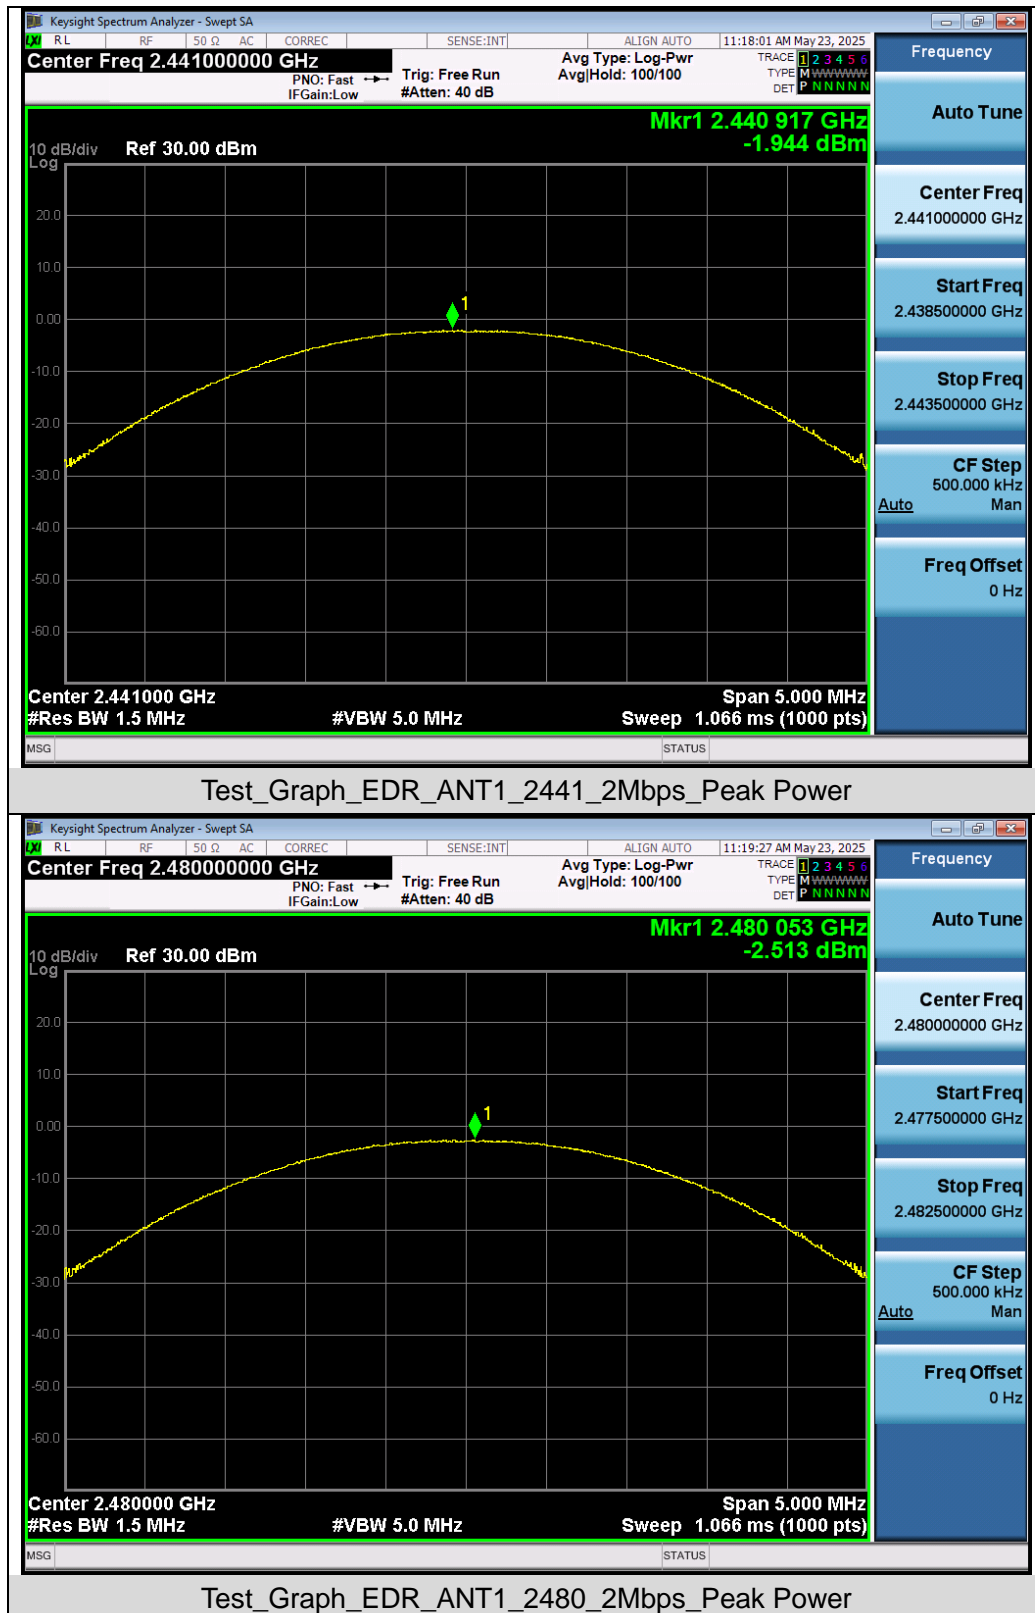 Keysight Spectrum Analyzer - Swept SA
LXI RL RF 50 Ω AC CORREC SENSE:INT ALIGN AUTO 11:18:01 AM May 23, 2025
Center Freq 2.441000000 GHz
PNO: Fast
IFGain:Low
Trig: Free Run
#Atten: 40 dB
Avg Type: Log-Pwr
Avg|Hold: 100/100
TRACE 1 2 3 4 5 6
TYPE M WWWWW
DET P N N N N N
Mkr1 2.440 917 GHz
-1.944 dBm
10 dB/div Ref 30.00 dBm
Log
20.0
10.0
1
0.00
-10.0
-20.0
-30.0
-40.0
-50.0
-60.0
Center 2.441000 GHz Span 5.000 MHz
#Res BW 1.5 MHz #VBW 5.0 MHz Sweep 1.066 ms (1000 pts)
MSG STATUS
Frequency
Auto Tune
Center Freq
2.441000000 GHz
Start Freq
2.438500000 GHz
Stop Freq
2.443500000 GHz
CF Step
500.000 kHz
Auto Man
Freq Offset
0 Hz
Test_Graph_EDR_ANT1_2441_2Mbps_Peak Power
Keysight Spectrum Analyzer - Swept SA
LXI RL RF 50 Ω AC CORREC SENSE:INT ALIGN AUTO 11:19:27 AM May 23, 2025
Center Freq 2.480000000 GHz
PNO: Fast
IFGain:Low
Trig: Free Run
#Atten: 40 dB
Avg Type: Log-Pwr
Avg|Hold: 100/100
TRACE 1 2 3 4 5 6
TYPE M WWWWW
DET P N N N N N
Mkr1 2.480 053 GHz
-2.513 dBm
10 dB/div Ref 30.00 dBm
Log
20.0
10.0
1
0.00
-10.0
-20.0
-30.0
-40.0
-50.0
-60.0
Center 2.480000 GHz Span 5.000 MHz
#Res BW 1.5 MHz #VBW 5.0 MHz Sweep 1.066 ms (1000 pts)
MSG STATUS
Frequency
Auto Tune
Center Freq
2.480000000 GHz
Start Freq
2.477500000 GHz
Stop Freq
2.482500000 GHz
CF Step
500.000 kHz
Auto Man
Freq Offset
0 Hz
Test_Graph_EDR_ANT1_2480_2Mbps_Peak Power